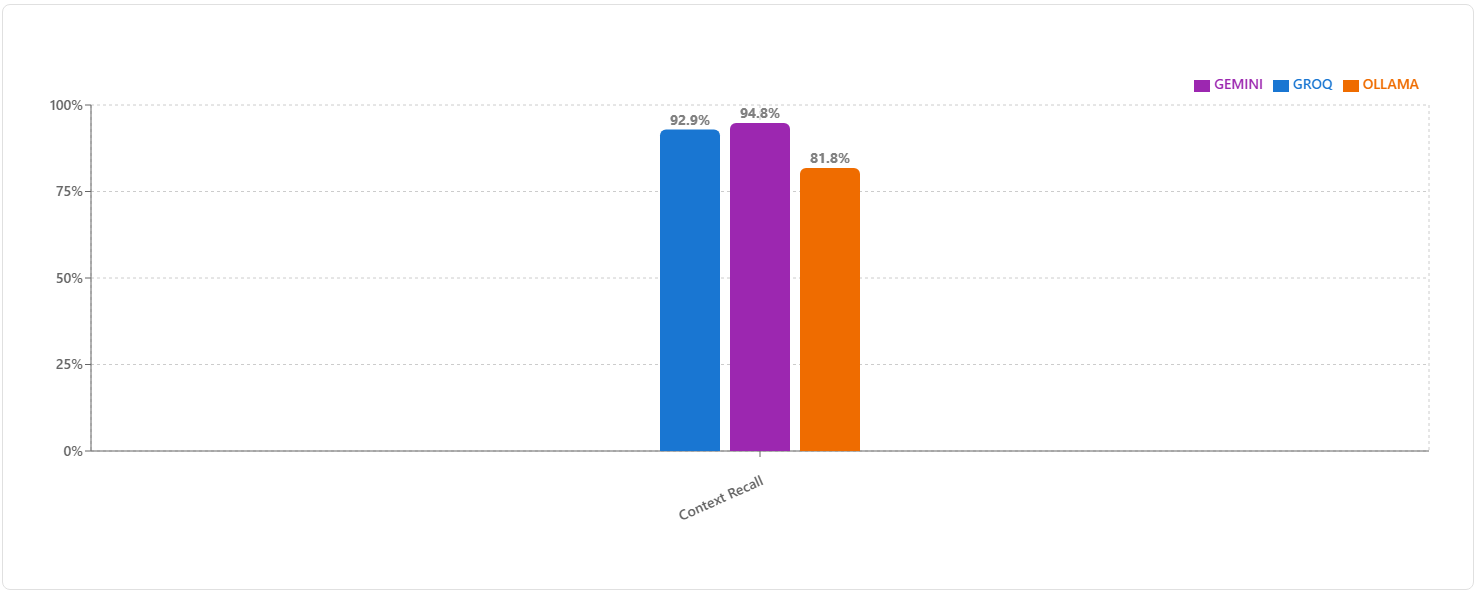 GEMINI GROQ OLLAMA
100%
92.9% 94.8% 81.8%
75%
50%
25%
0%
Context Recall